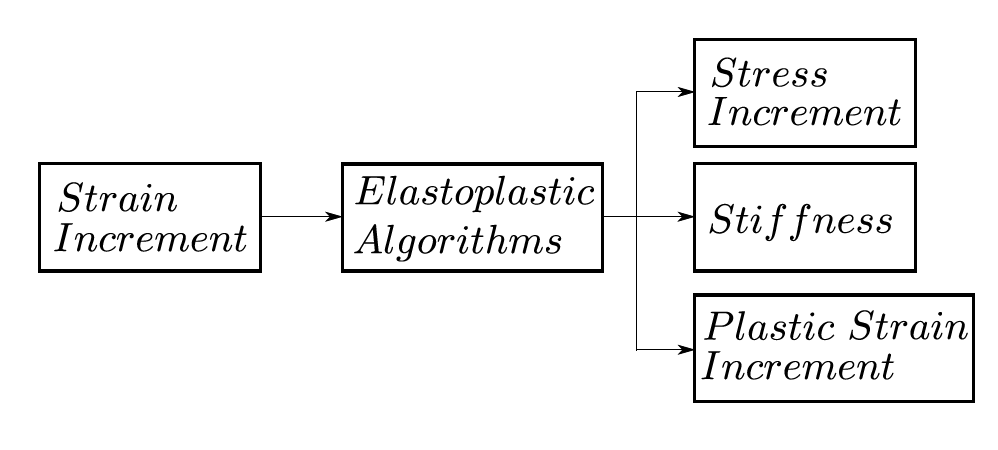 Strain
Increment
Elastoplastic
Algorithms
Stress
Increment
Stiffness
Plastic Strain
Increment